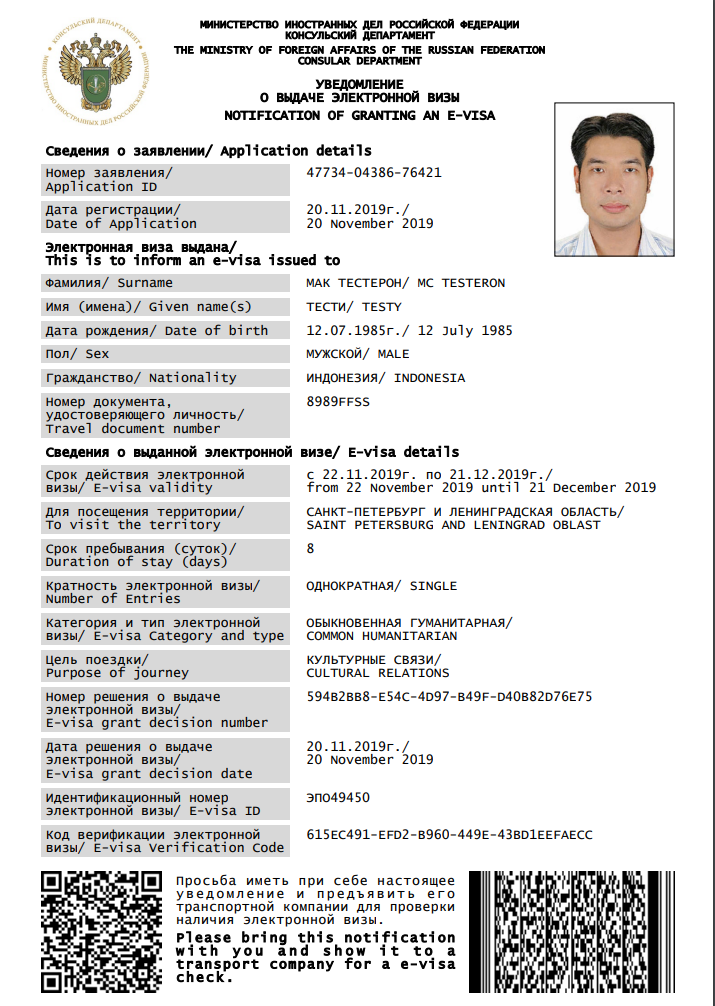 КОНСУЛЬСКИЙ ДЕПАРТАМЕНТ
МИНИСТЕРСТВО ИНОСТРАННЫХ ДЕЛ РОССИЙСКОЙ ФЕДЕРАЦИИ
МИНИСТЕРСТВО ИНОСТРАННЫХ ДЕЛ РОССИЙСКОЙ ФЕДЕРАЦИИ
КОНСУЛЬСКИЙ ДЕПАРТАМЕНТ
THE MINISTRY OF FOREIGN AFFAIRS OF THE RUSSIAN FEDERATION
CONSULAR DEPARTMENT
УВЕДОМЛЕНИЕ
О ВЫДАЧЕ ЭЛЕКТРОННОЙ ВИЗЫ
NOTIFICATION OF GRANTING AN E-VISA
Сведения о заявлении/ Application details
Номер заявления/
Application ID
47734-04386-76421
Дата регистрации/
Date of Application
20.11.2019г./
20 November 2019
Электронная виза выдана/
This is to inform an e-visa issued to
Фамилия/ Surname
МАК ТЕСТЕРОН/ MC TESTERON
Имя (имена)/ Given name(s)
ТЕСТИ/ TESTY
Дата рождения/ Date of birth
12.07.1985г./ 12 July 1985
Пол/ Sex
МУЖСКОЙ/ MALE
Гражданство/ Nationality
ИНДОНЕЗИЯ/ INDONESIA
Номер документа,
удостоверяющего личность/
Travel document number
8989FFSS
Сведения о выданной электронной визе/ E-visa details
Срок действия электронной
визы/ E-visa validity
с 22.11.2019г. по 21.12.2019г./
from 22 November 2019 until 21 December 2019
Для посещения территории/
To visit the territory
САНКТ-ПЕТЕРБУРГ И ЛЕНИНГРАДСКАЯ ОБЛАСТЬ/
SAINT PETERSBURG AND LENINGRAD OBLAST
Срок пребывания (суток)/
Duration of stay (days)
8
Кратность электронной визы/
Number of Entries
ОДНОКРАТНАЯ/ SINGLE
Категория и тип электронной
визы/ E-visa Category and type
ОБЫКНОВЕННАЯ ГУМАНИТАРНАЯ/
COMMON HUMANITARIAN
Цель поездки/
Purpose of journey
КУЛЬТУРНЫЕ СВЯЗИ/
CULTURAL RELATIONS
Номер решения о выдаче
электронной визы/
E-visa grant decision number
594B2BB8-E54C-4D97-B49F-D40B82D76E75
Дата решения о выдаче
электронной визы/
E-visa grant decision date
20.11.2019г./
20 November 2019
Идентификационный номер
электронной визы/ E-visa ID
ЭПО49450
Код верификации электронной
визы/ E-visa Verification Code
615EC491-EFD2-B960-449E-43BD1EEFAECC
Просьба иметь при себе настоящее
уведомление и предъявить его
транспортной компании для проверки
наличия электронной визы.
Please bring this notification
with you and show it to a
transport company for a e-visa
check.